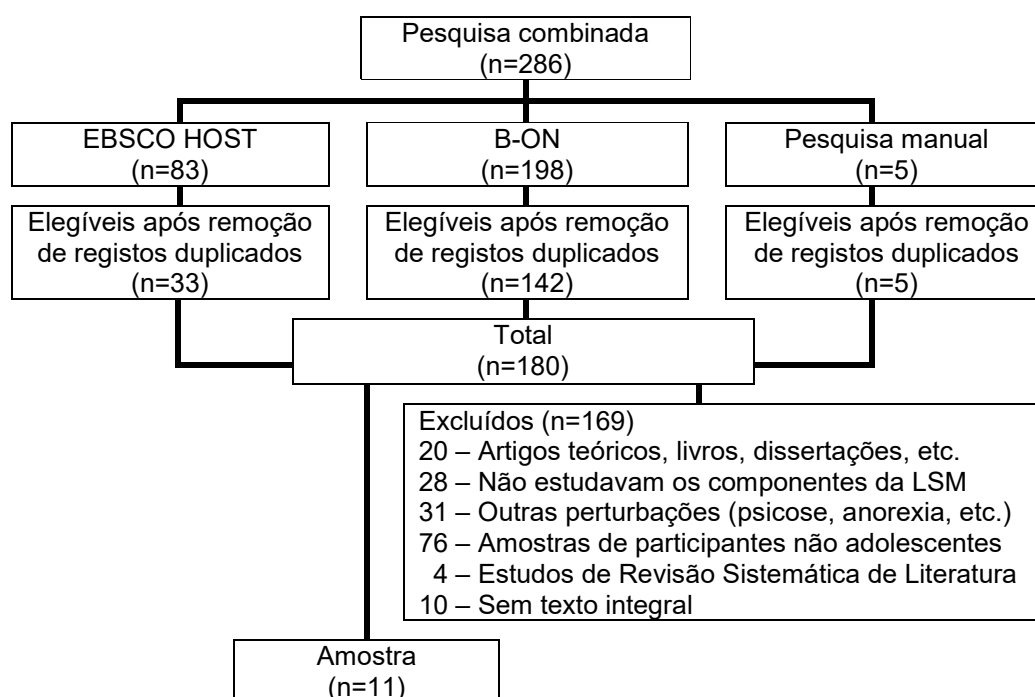 Pesquisa combinada
(n=286)
EBSCO HOST
(n=83)
B-ON
(n=198)
Pesquisa manual
(n=5)
Elegíveis após remoção
de registos duplicados
(n=33)
Elegíveis após remoção
de registos duplicados
(n=142)
Elegíveis após remoção
de registos duplicados
(n=5)
Total
(n=180)
Excluídos (n=169)
20 – Artigos teóricos, livros, dissertações, etc.
28 – Não estudavam os componentes da LSM
31 – Outras perturbações (psicose, anorexia, etc.)
76 – Amostras de participantes não adolescentes
4 – Estudos de Revisão Sistemática de Literatura
10 – Sem texto integral
Amostra
(n=11)